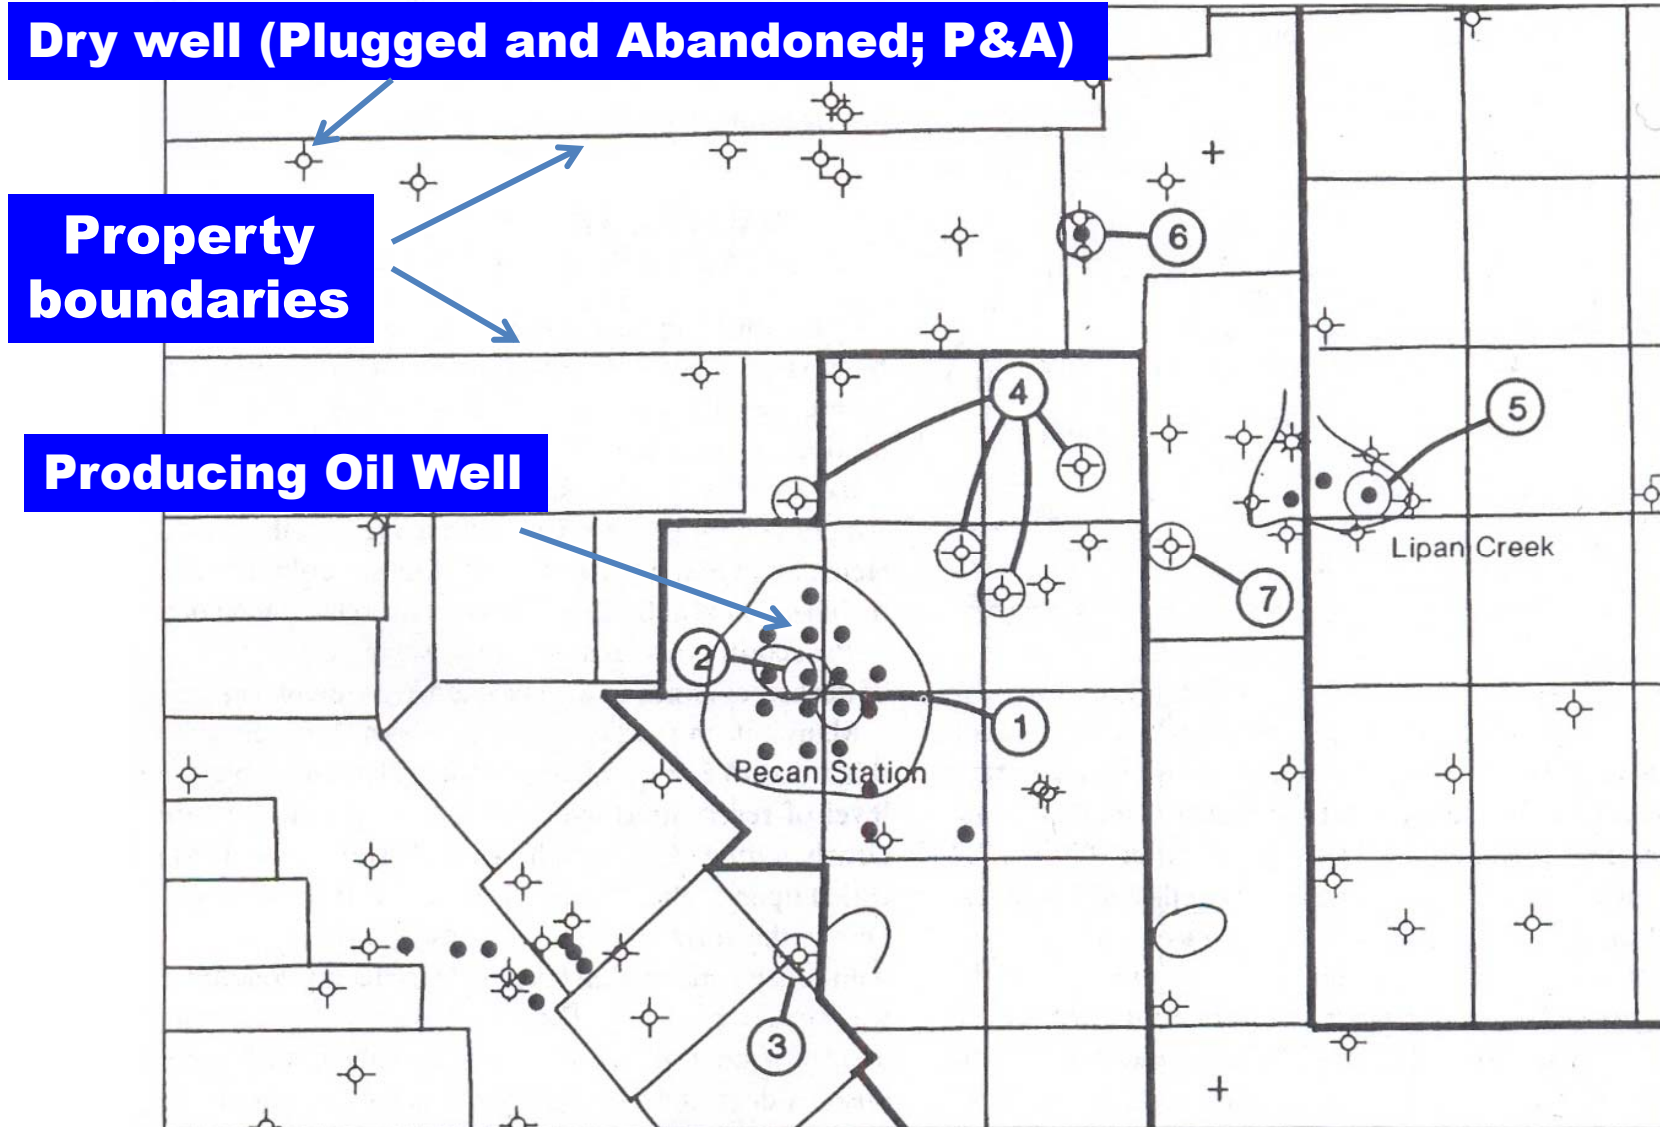 Dry well (Plugged and Abandoned; P&A)
Property
boundaries
6
4
5
Producing Oil Well
Lipan Creek
7
2
1
Pecan Station
3